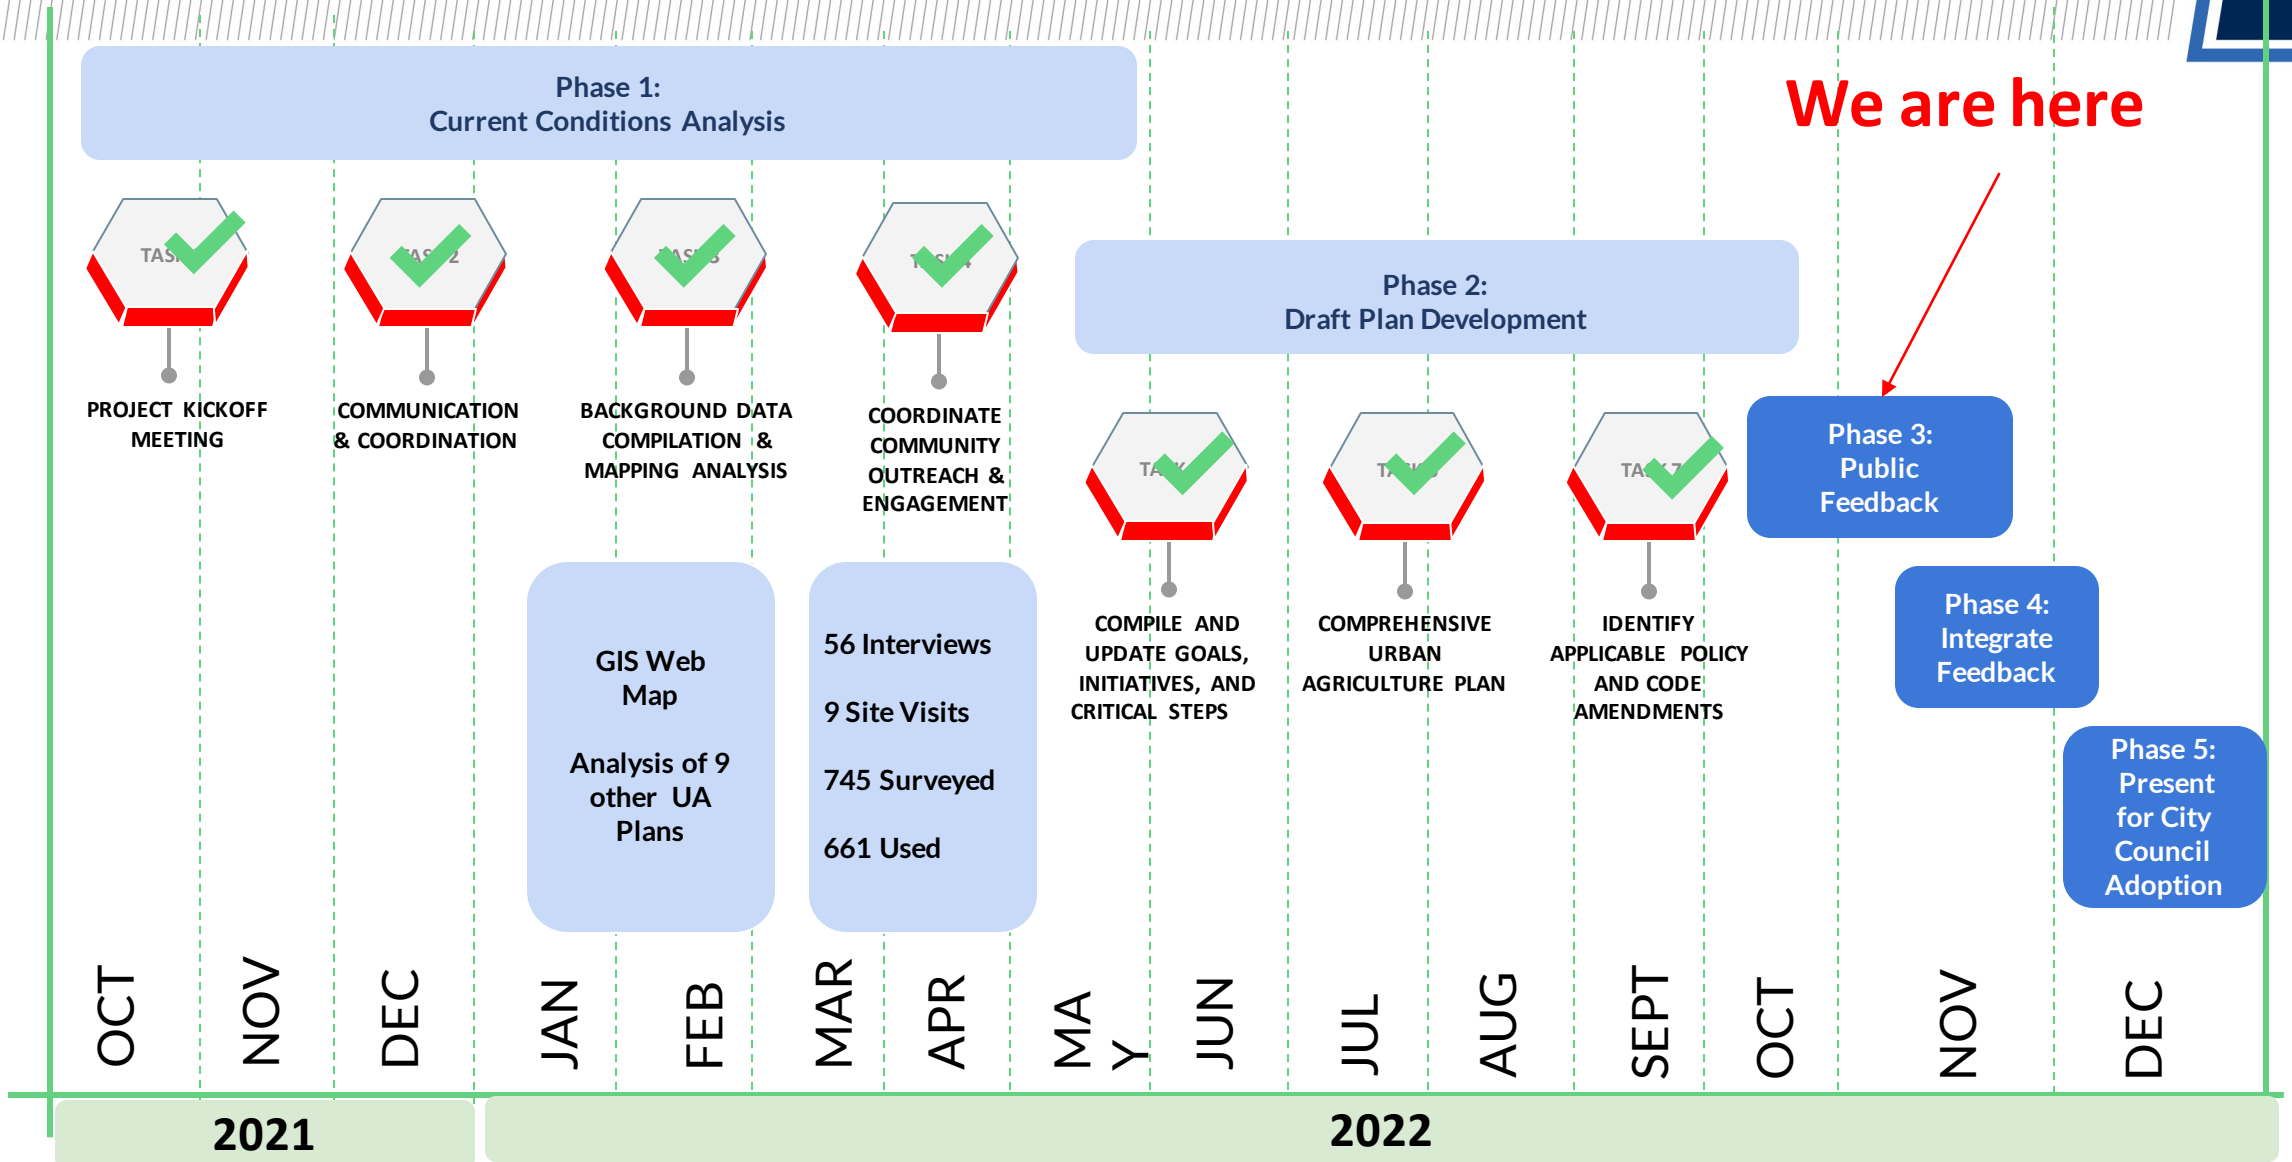 Phase 1:
Current Conditions Analysis
We are here
Phase 2:
Draft Plan Development
PROJECT KICKOFF
MEETING
COMMUNICATION
& COORDINATION
BACKGROUND DATA
COMPILATION &
MAPPING ANALYSIS
COORDINATE
COMMUNITY
OUTREACH &
ENGAGEMENT
Phase 3:
Public
Feedback
COMPILE AND
UPDATE GOALS,
INITIATIVES, AND
CRITICAL STEPS
COMPREHENSIVE
URBAN
AGRICULTURE PLAN
TASK 7
IDENTIFY
APPLICABLE POLICY
AND CODE
AMENDMENTS
Phase 4:
Integrate
Feedback
GIS Web
Map
Analysis of 9
other UA
Plans
56 Interviews
9 Site Visits
745 Surveyed
661 Used
Phase 5:
Present
for City
Council
Adoption
OCT
NOV
DEC
JAN
FEB
MAR
APR
MA
Y
JUN
JUL
AUG
SEPT
OCT
NOV
DEC
2021
2022